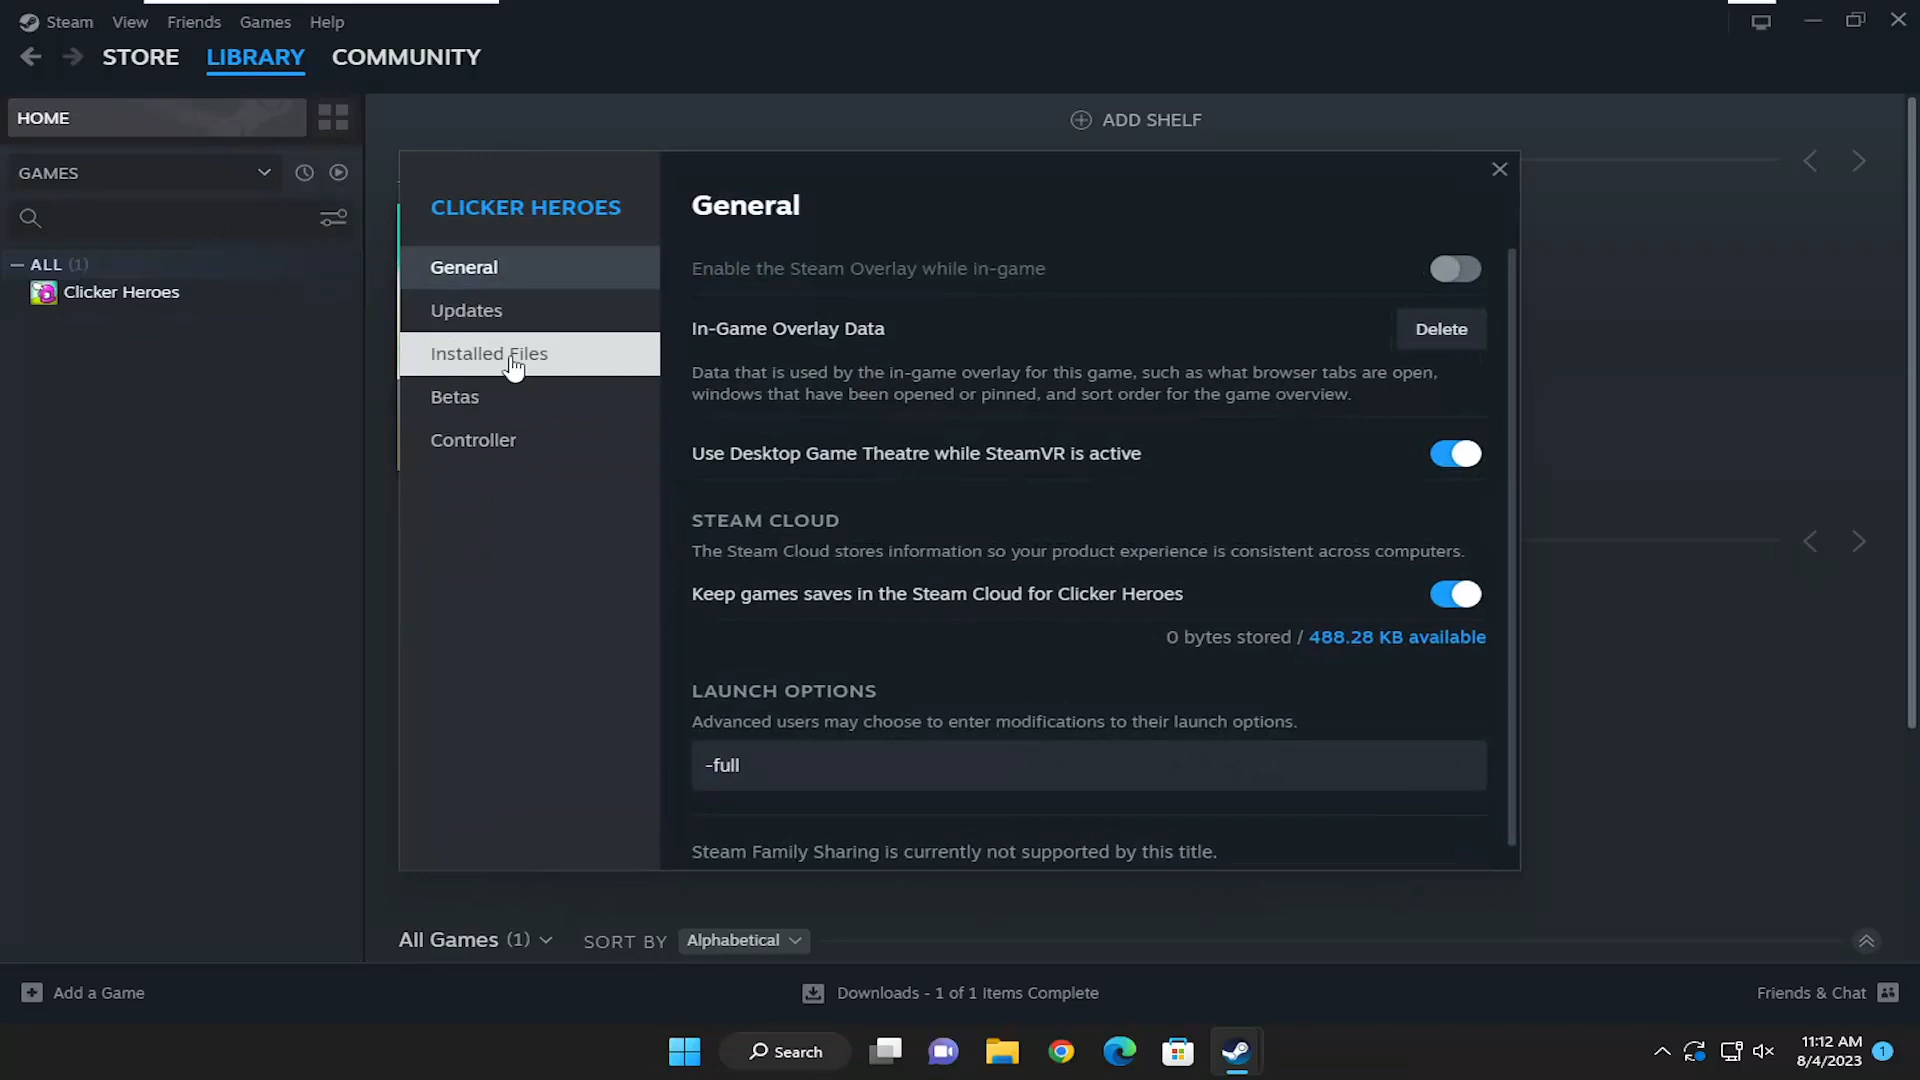 Steam View Friends Games Help
STORE LIBRARY COMMUNITY
HOME
ADD SHELF
GAMES
ALL (1)
Clicker Heroes
CLICKER HEROES
General
Updates
Installed Files
Betas
Controller
General
Enable the Steam Overlay while in-game
In-Game Overlay Data
Delete
Data that is used by the in-game overlay for this game, such as what browser tabs are open,
windows that have been opened or pinned, and sort order for the game overview.
Use Desktop Game Theatre while SteamVR is active
STEAM CLOUD
The Steam Cloud stores information so your product experience is consistent across computers.
Keep games saves in the Steam Cloud for Clicker Heroes
0 bytes stored / 488.28 KB available
LAUNCH OPTIONS
Advanced users may choose to enter modifications to their launch options.
-full
Steam Family Sharing is currently not supported by this title.
All Games (1) SORT BY Alphabetical
Add a Game
Downloads - 1 of 1 Items Complete
Friends & Chat
Search
11:12 AM
8/4/2023
1